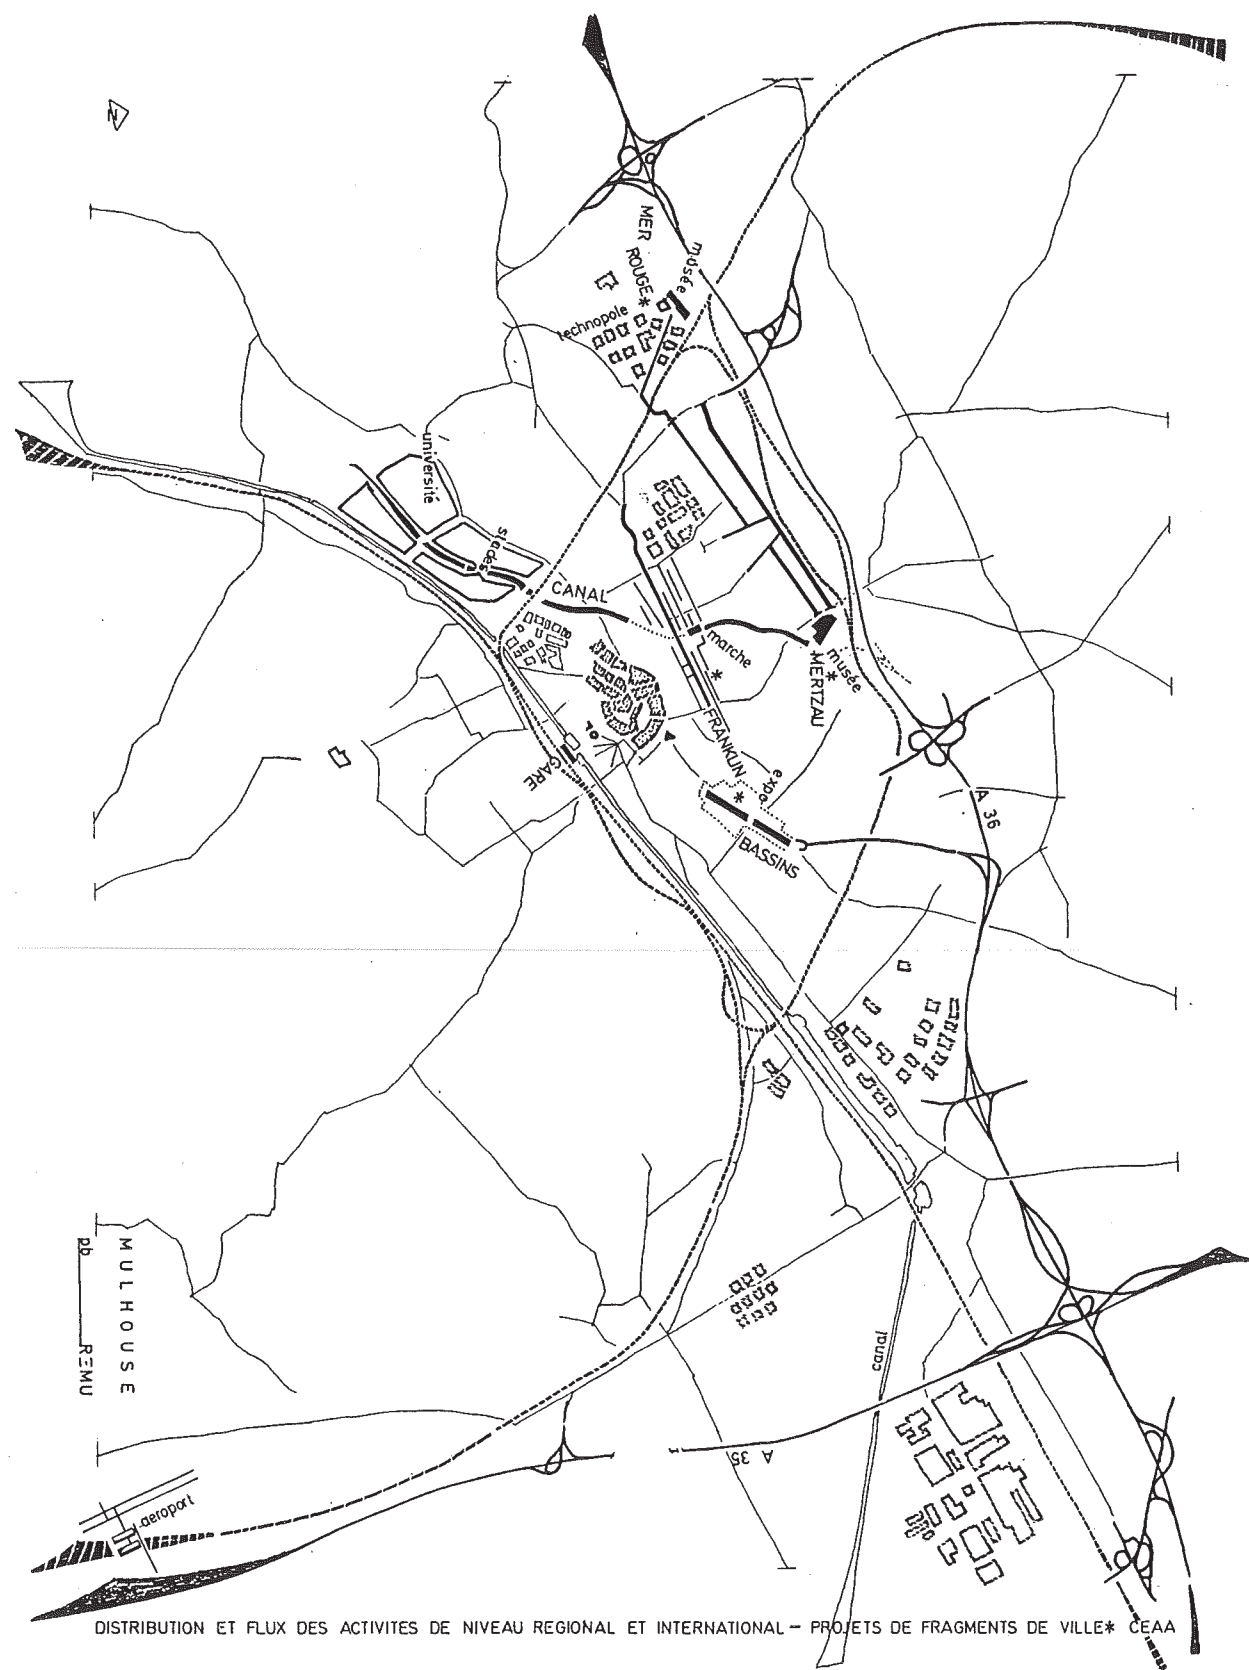 N
MER
ROUGE*
musée
technopole
université
stades
CANAL
marche
*
musée
*
MERTZAU
FRANKLIN
GARE
expo
*
BASSINS
A 36
MULHOUSE
pb
REMU
canal
A 35
aeroport
DISTRIBUTION ET FLUX DES ACTIVITES DE NIVEAU REGIONAL ET INTERNATIONAL - PROJETS DE FRAGMENTS DE VILLE* CEAA